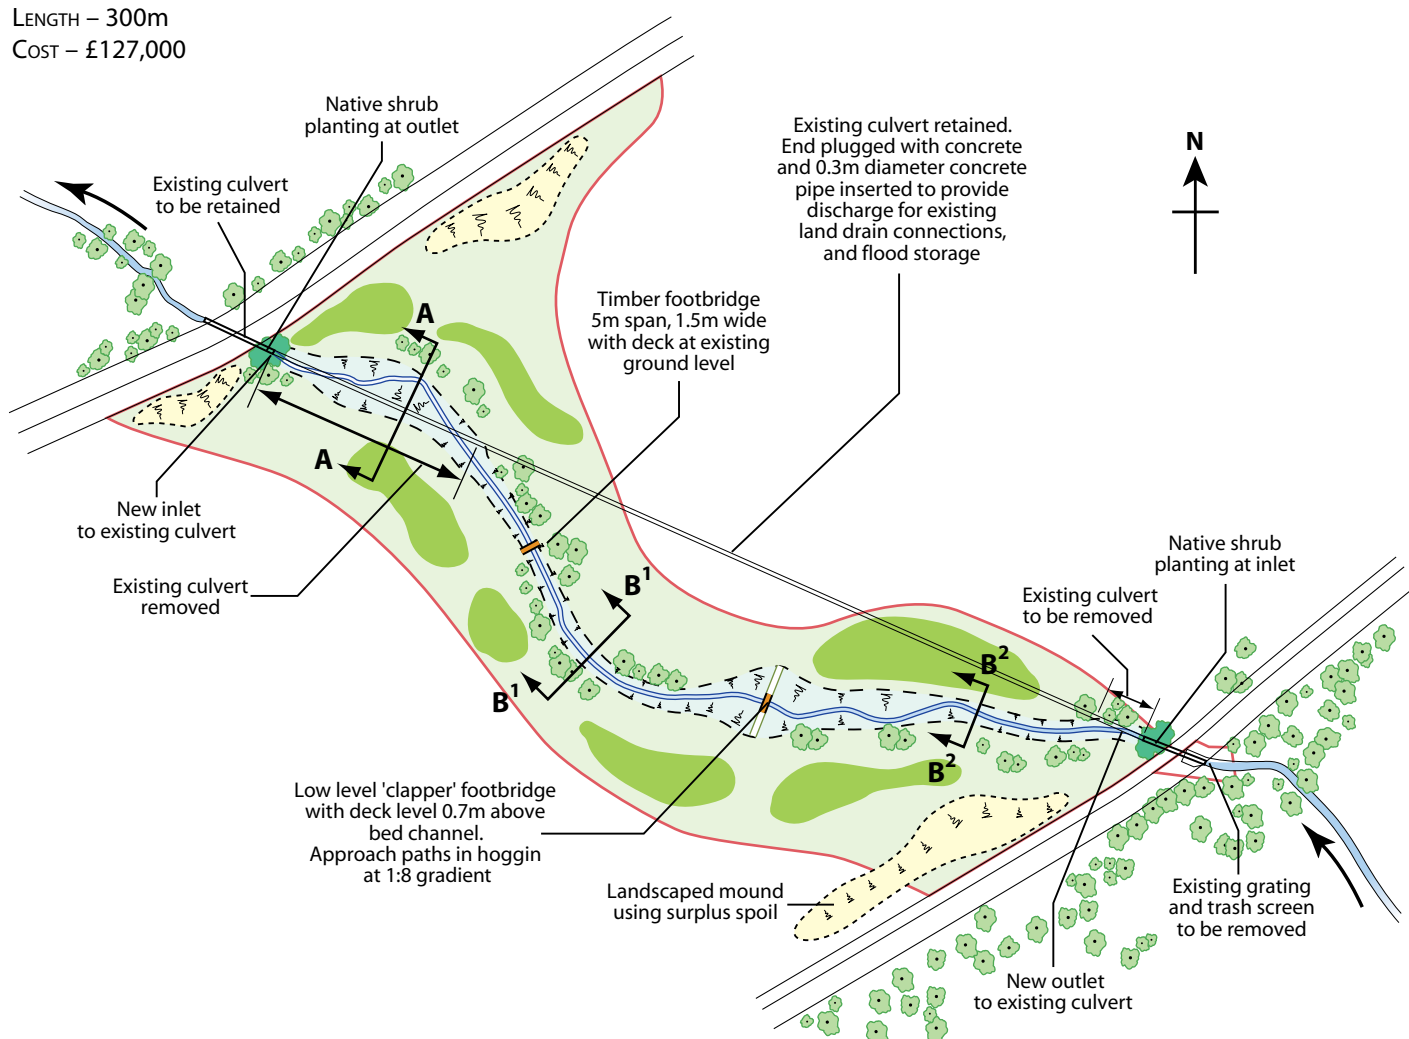 LENGTH – 300m
COST – £127,000
Native shrub
planting at outlet
Existing culvert
to be retained
Existing culvert retained.
End plugged with concrete
and 0.3m diameter concrete
pipe inserted to provide
discharge for existing
land drain connections,
and flood storage
N
Timber footbridge
5m span, 1.5m wide
with deck at existing
ground level
A
A
New inlet
to existing culvert
Existing culvert
removed
B1
B1
Native shrub
planting at inlet
Existing culvert
to be removed
B2
B2
Low level 'clapper' footbridge
with deck level 0.7m above
bed channel.
Approach paths in hoggin
at 1:8 gradient
Landscaped mound
using surplus spoil
Existing grating
and trash screen
to be removed
New outlet
to existing culvert